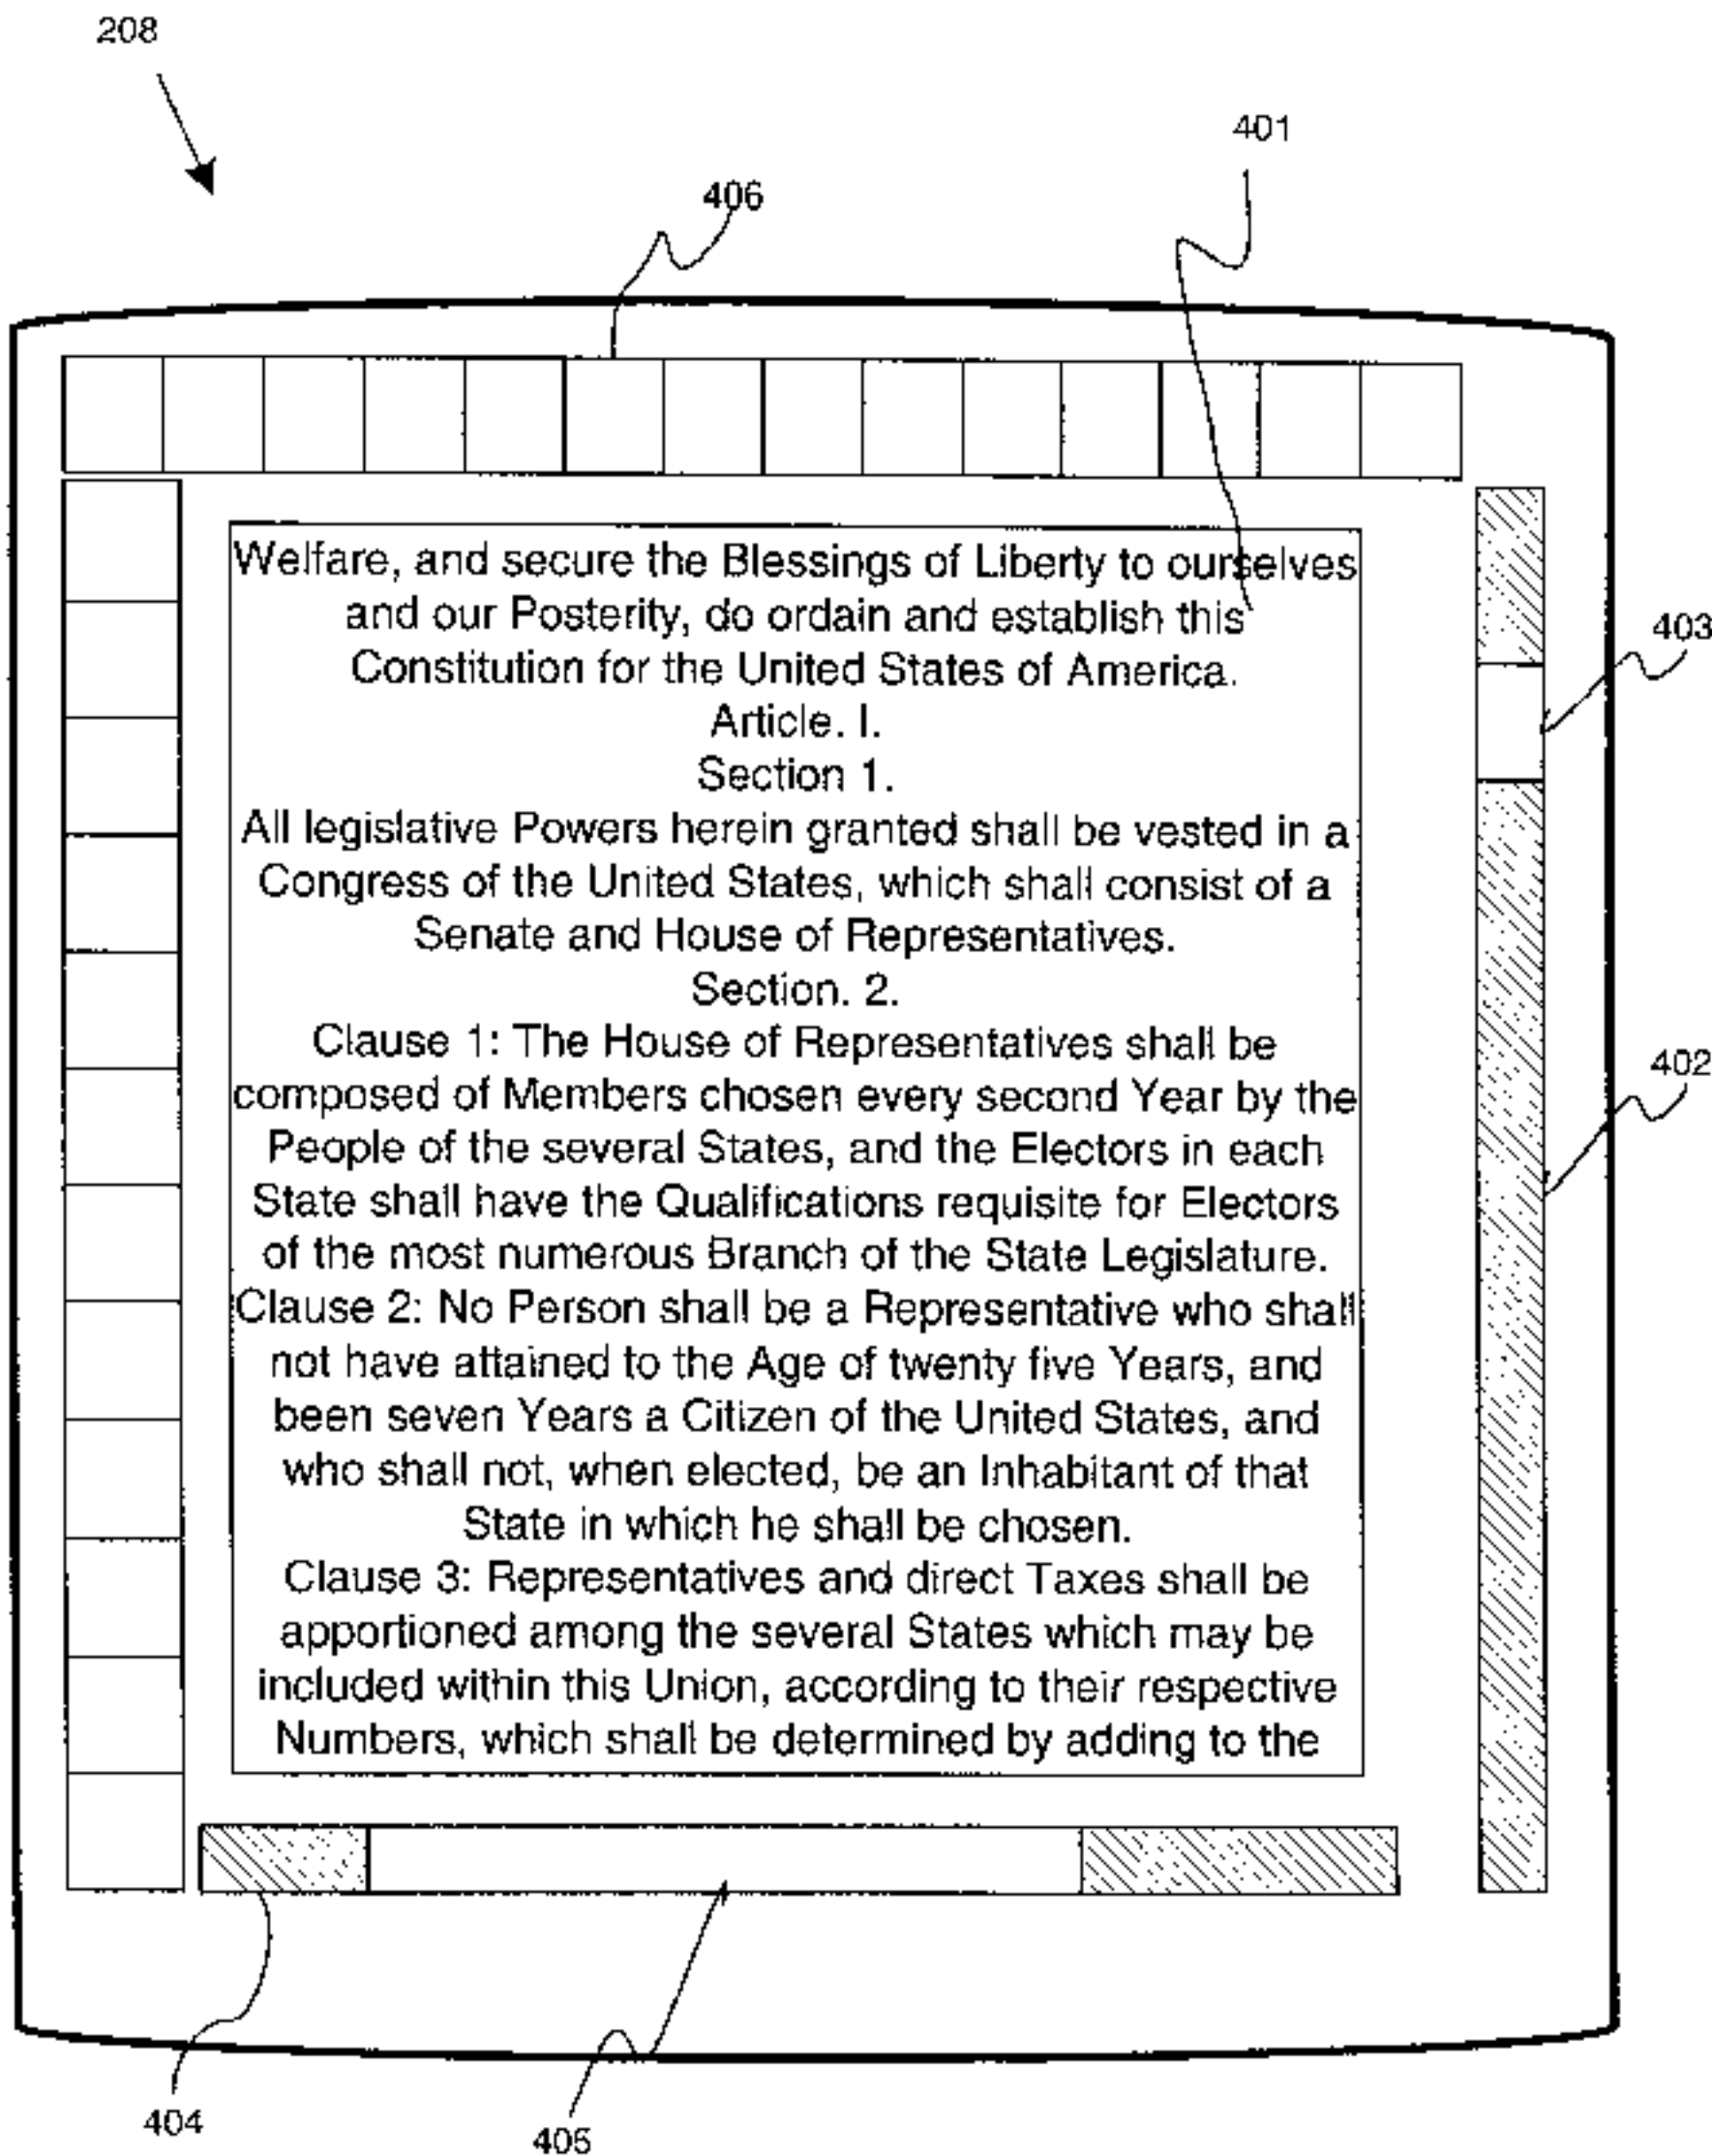 208
401
406
Welfare, and secure the Blessings of Liberty to ourselves
and our Posterity, do ordain and establish this
Constitution for the United States of America.
Article. I.
Section 1.
All legislative Powers herein granted shall be vested in a
Congress of the United States, which shall consist of a
Senate and House of Representatives.
Section. 2.
Clause 1: The House of Representatives shall be
composed of Members chosen every second Year by the
People of the several States, and the Electors in each
State shall have the Qualifications requisite for Electors
of the most numerous Branch of the State Legislature.
Clause 2: No Person shall be a Representative who shall
not have attained to the Age of twenty five Years, and
been seven Years a Citizen of the United States, and
who shall not, when elected, be an Inhabitant of that
State in which he shall be chosen.
Clause 3: Representatives and direct Taxes shall be
apportioned among the several States which may be
included within this Union, according to their respective
Numbers, which shall be determined by adding to the
403
402
404
405